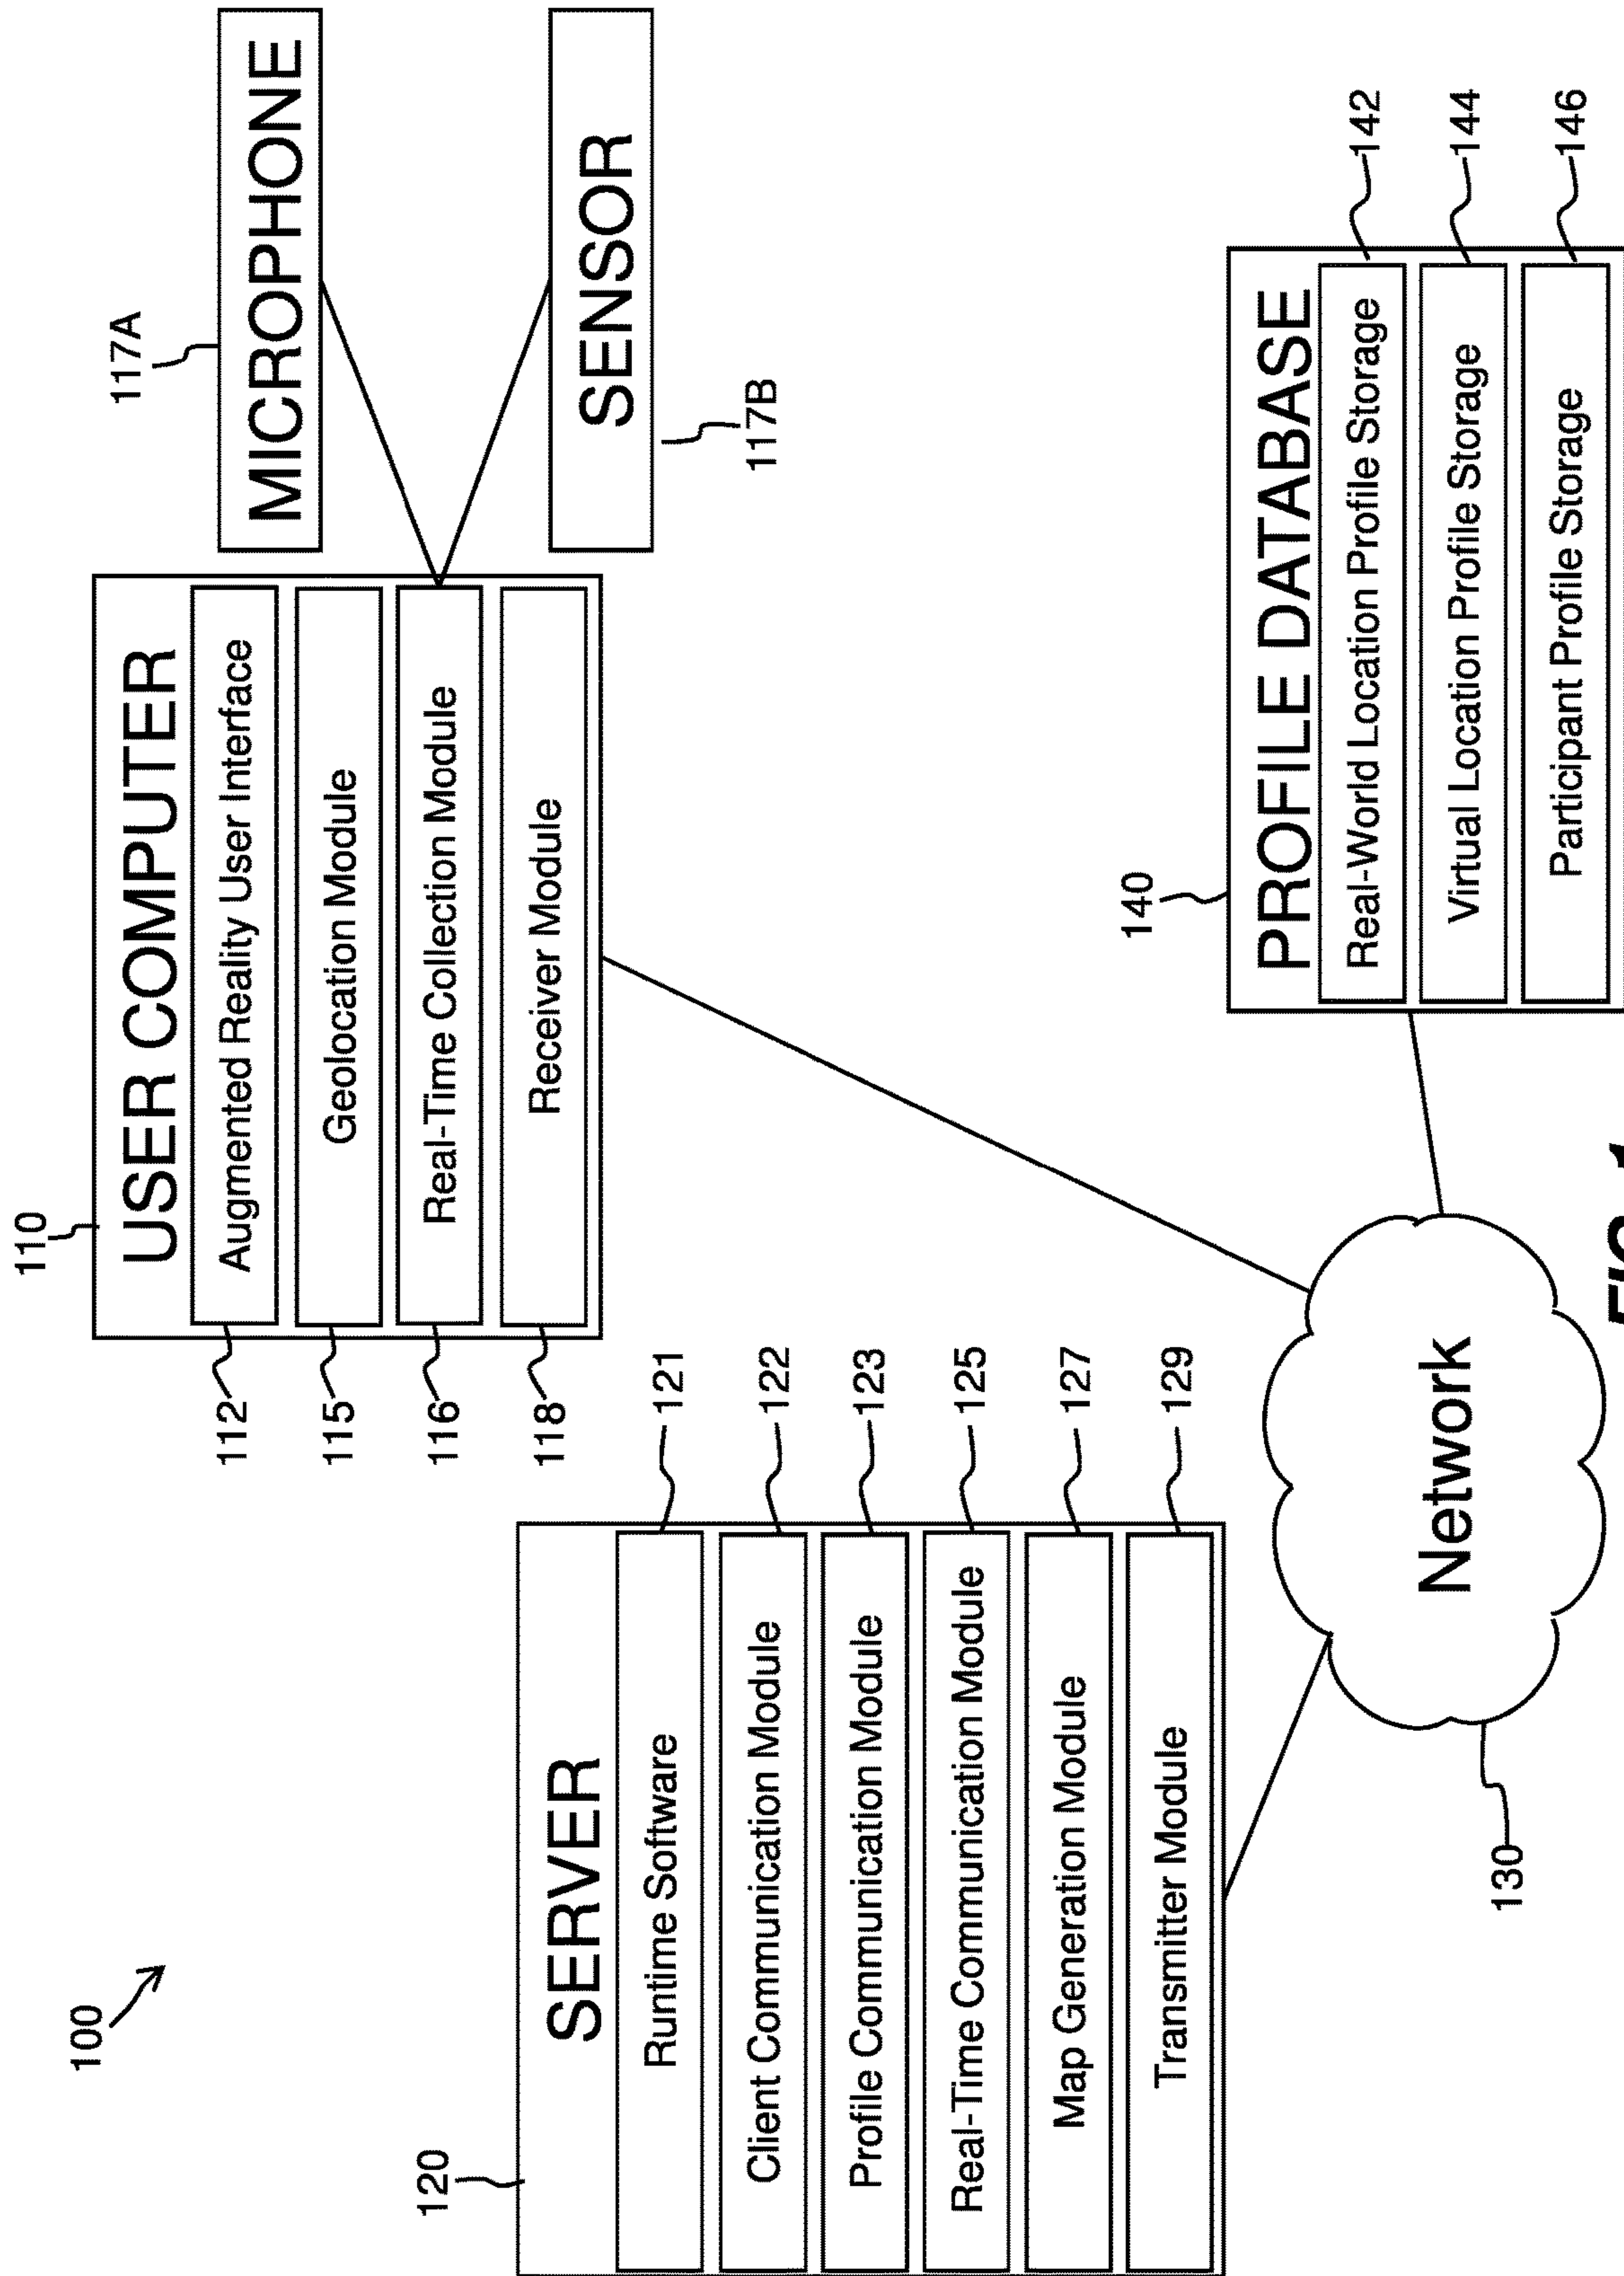 100
110
USER COMPUTER
112
Augmented Reality User Interface
115
Geolocation Module
116
Real-Time Collection Module
118
Receiver Module
117A
MICROPHONE
SENSOR
117B
120
SERVER
Runtime Software
121
Client Communication Module
122
Profile Communication Module
123
Real-Time Communication Module
125
Map Generation Module
127
Transmitter Module
129
Network
130
140
PROFILE DATABASE
Real-World Location Profile Storage
142
Virtual Location Profile Storage
144
Participant Profile Storage
146
FIG. 1